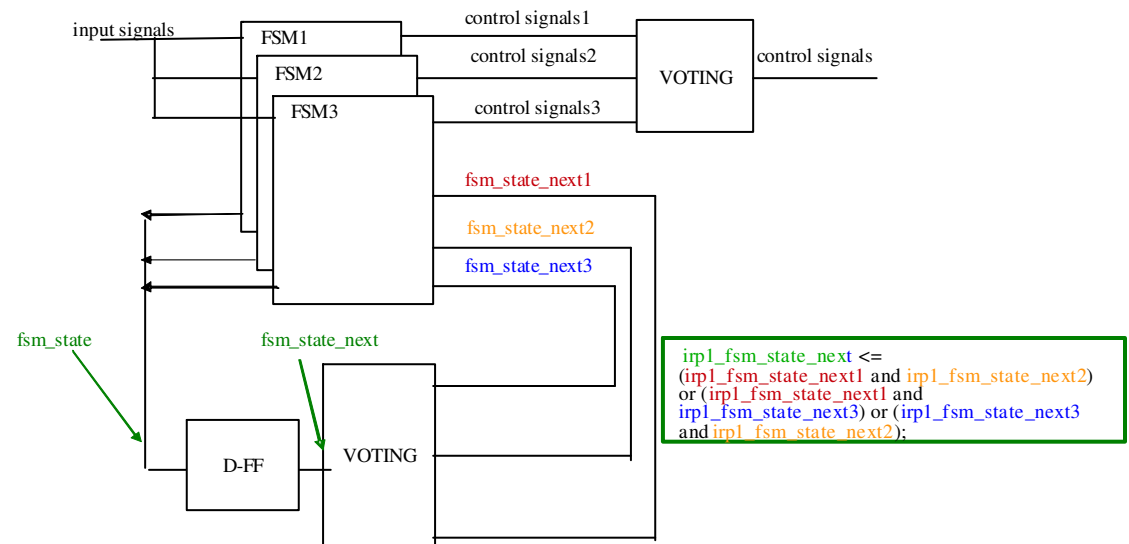 input signals
FSM1
FSM2
FSM3
control signals1
control signals2
control signals3
VOTING
control signals
fsm_state_next1
fsm_state_next2
fsm_state_next3
fsm_state
fsm_state_next
D-FF
VOTING
irp1_fsm_state_next <=
(irp1_fsm_state_next1 and irp1_fsm_state_next2)
or (irp1_fsm_state_next1 and
irp1_fsm_state_next3) or (irp1_fsm_state_next3
and irp1_fsm_state_next2);